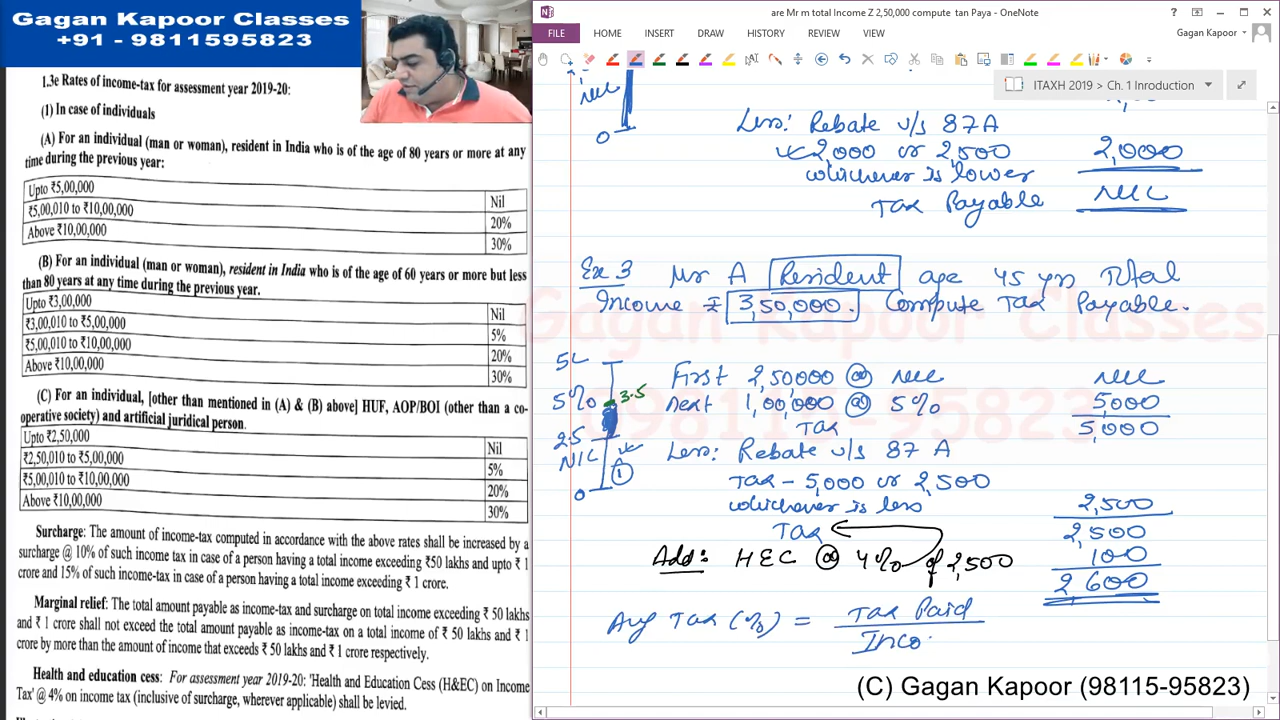 Gagan Kapoor Classes
+91 - 9811595823
1.3e Rates of income-tax for assessment year 2019-20:
(1) In case of individuals
(A) For an individual (man or woman), resident in India who is of the age of 80 years or more at any
time during the previous year:
Upto ₹5,00,000 Nil
₹5,00,010 to ₹10,00,000 20%
Above ₹10,00,000 30%
(B) For an individual (man or woman), resident in India who is of the age of 60 years or more but less
than 80 years at any time during the previous year.
Upto ₹3,00,000 Nil
₹3,00,010 to ₹5,00,000 5%
₹5,00,010 to ₹10,00,000 20%
Above ₹10,00,000 30%
(C) For an individual, [other than mentioned in (A) & (B) above] HUF, AOP/BOI (other than a co-
operative society) and artificial juridical person.
Upto ₹2,50,000 Nil
₹2,50,010 to ₹5,00,000 5%
₹5,00,010 to ₹10,00,000 20%
Above ₹10,00,000 30%
Surcharge: The amount of income-tax computed in accordance with the above rates shall be increased by a
surcharge @ 10% of such income tax in case of a person having a total income exceeding ₹50 lakhs and upto ₹ 1
crore and 15% of such income-tax in case of a person having a total income exceeding ₹ 1 crore.
Marginal relief: The total amount payable as income-tax and surcharge on total income exceeding ₹ 50 lakhs
and ₹ 1 crore shall not exceed the total amount payable as income-tax on a total income of ₹ 50 lakhs and ₹ 1
crore by more than the amount of income that exceeds ₹ 50 lakhs and ₹ 1 crore respectively.
Health and education cess: For assessment year 2019-20: 'Health and Education Cess (H&EC) on Income
Tax' @ 4% on income tax (inclusive of surcharge, wherever applicable) shall be levied.
are Mr m total Income Z 2,50,000 compute tan Paya - OneNote
FILE HOME INSERT DRAW HISTORY REVIEW VIEW
Gagan Kapoor
ITAXH 2019 > Ch. 1 Inroduction
NIL
0
Less: Rebate u/s 87A
2,000 or 2,500 2,000
whichever is lower
Tax Payable NIL
Ex 3 Mr A Resident age 45 yrs Total
Income ₹ 3,50,000. Compute Tax Payable.
Gagan Kapoor Classes
5L
5% 3.5
2.5
NIL 1
0
First 2,50000 @ NIL NIL
Next 1,00,000 @ 5% 5,000
Tax 5,000
Less: Rebate u/s 87 A
Tax - 5,000 or 2,500
whichever is less 2,500
Tax 2,500
Add: HEC @ 4% of 2,500 100
2600
Avg Tax (%) = Tax Paid
Inco
(C) Gagan Kapoor (98115-95823)